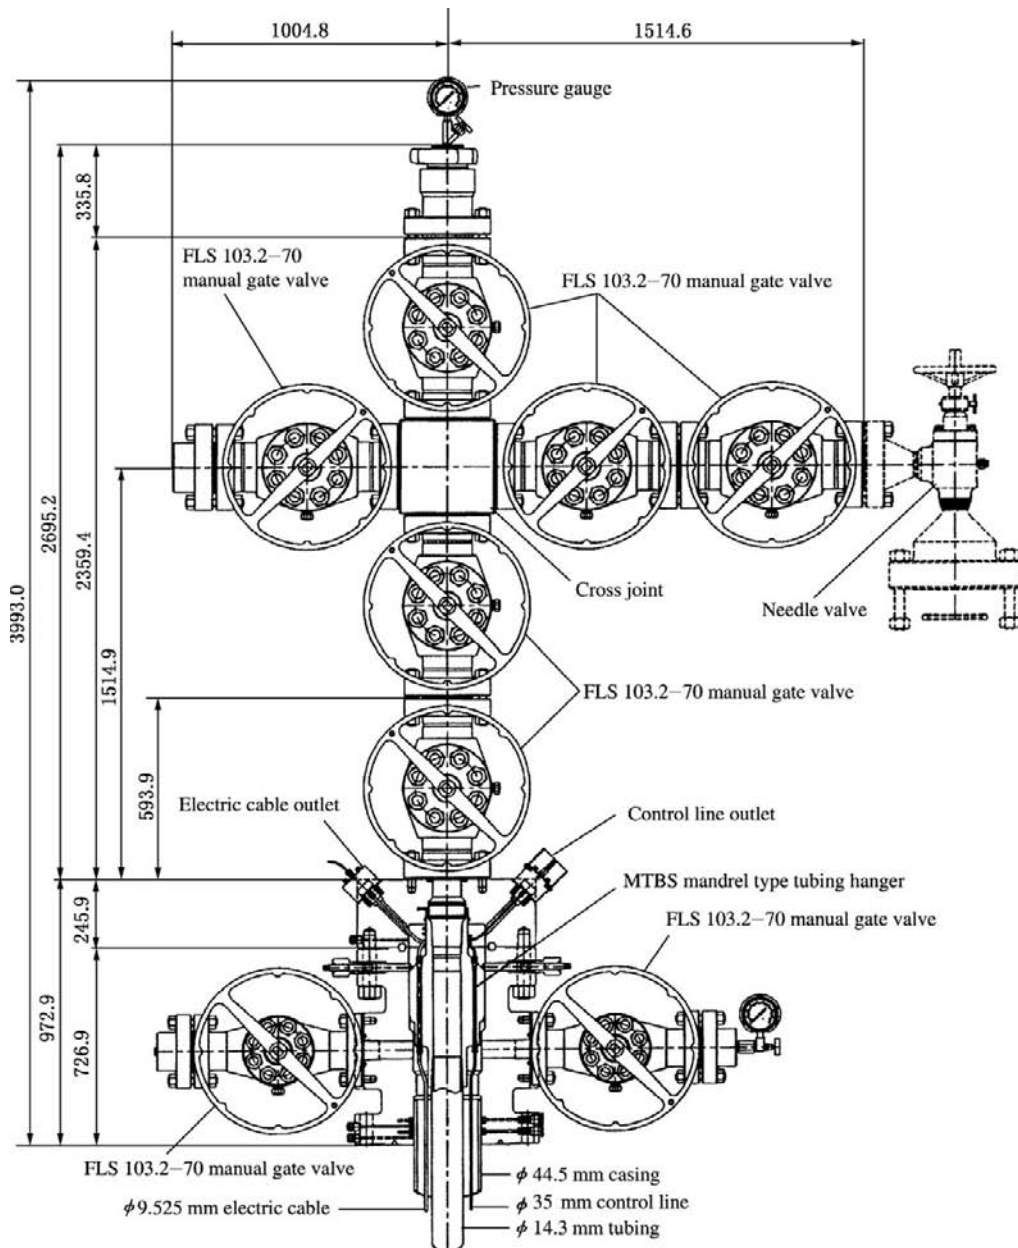 1004.8
1514.6
Pressure gauge
335.8
FLS 103.2−70
manual gate valve
FLS 103.2−70 manual gate valve
2695.2
2359.4
3993.0
Cross joint
Needle valve
1514.9
FLS 103.2−70 manual gate valve
593.9
Electric cable outlet
Control line outlet
MTBS mandrel type tubing hanger
245.9
FLS 103.2−70 manual gate valve
972.9
726.9
FLS 103.2−70 manual gate valve
ϕ 44.5 mm casing
ϕ9.525 mm electric cable
ϕ 35 mm control line
ϕ 14.3 mm tubing